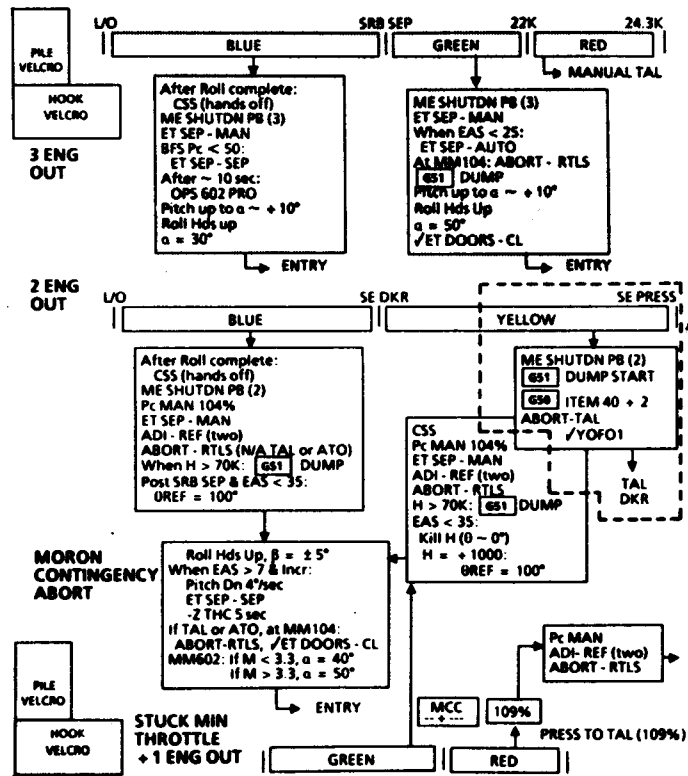 L/O SRB SEP 22K 24.3K
BLUE GREEN RED
PILE VELCRO
HOOK VELCRO
3 ENG OUT
After Roll complete:
CSS (hands off)
ME SHUTDN PB (3)
ET SEP - MAN
BFS Pc < 50:
ET SEP - SEP
After ~ 10 sec:
OPS 602 PRO
Pitch up to α ~ + 10°
Roll Hds up
α = 30°
ENTRY
ME SHUTDN PB (3)
ET SEP - MAN
When EAS < 25:
ET SEP - AUTO
At MM104: ABORT - RTLS
G51 DUMP
Pitch up to α ~ + 10°
Roll Hds Up
α = 50°
√ET DOORS - CL
ENTRY
MANUAL TAL
2 ENG OUT
L/O SE DKR SE PRESS
BLUE YELLOW
After Roll complete:
CSS (hands off)
ME SHUTDN PB (2)
Pc MAN 104%
ET SEP - MAN
ADI - REF (two)
ABORT - RTLS (N/A TAL or ATO)
When H > 70K: G51 DUMP
Post SRB SEP & EAS < 35:
θREF = 100°
ME SHUTDN PB (2)
G51 DUMP START
G50 ITEM 40 + 2
ABORT-TAL
√YOFO1
TAL DKR
CSS
Pc MAN 104%
ET SEP - MAN
ADI - REF (two)
ABORT - RTLS
H > 70K: G51 DUMP
EAS < 35:
Kill H (θ ~ 0°)
H = + 1000:
θREF = 100°
MORON CONTINGENCY ABORT
Roll Hds Up, β = ± 5°
When EAS > 7 & Incr:
Pitch Dn 4°/sec
ET SEP - SEP
-Z THC 5 sec
If TAL or ATO, at MM104:
ABORT-RTLS, √ET DOORS - CL
MM602: If M < 3.3, α = 40°
If M > 3.3, α = 50°
ENTRY
Pc MAN
ADI- REF (two)
ABORT - RTLS
PILE VELCRO
HOOK VELCRO
STUCK MIN THROTTLE + 1 ENG OUT
MCC -- + ---
109%
PRESS TO TAL (109%)
GREEN RED